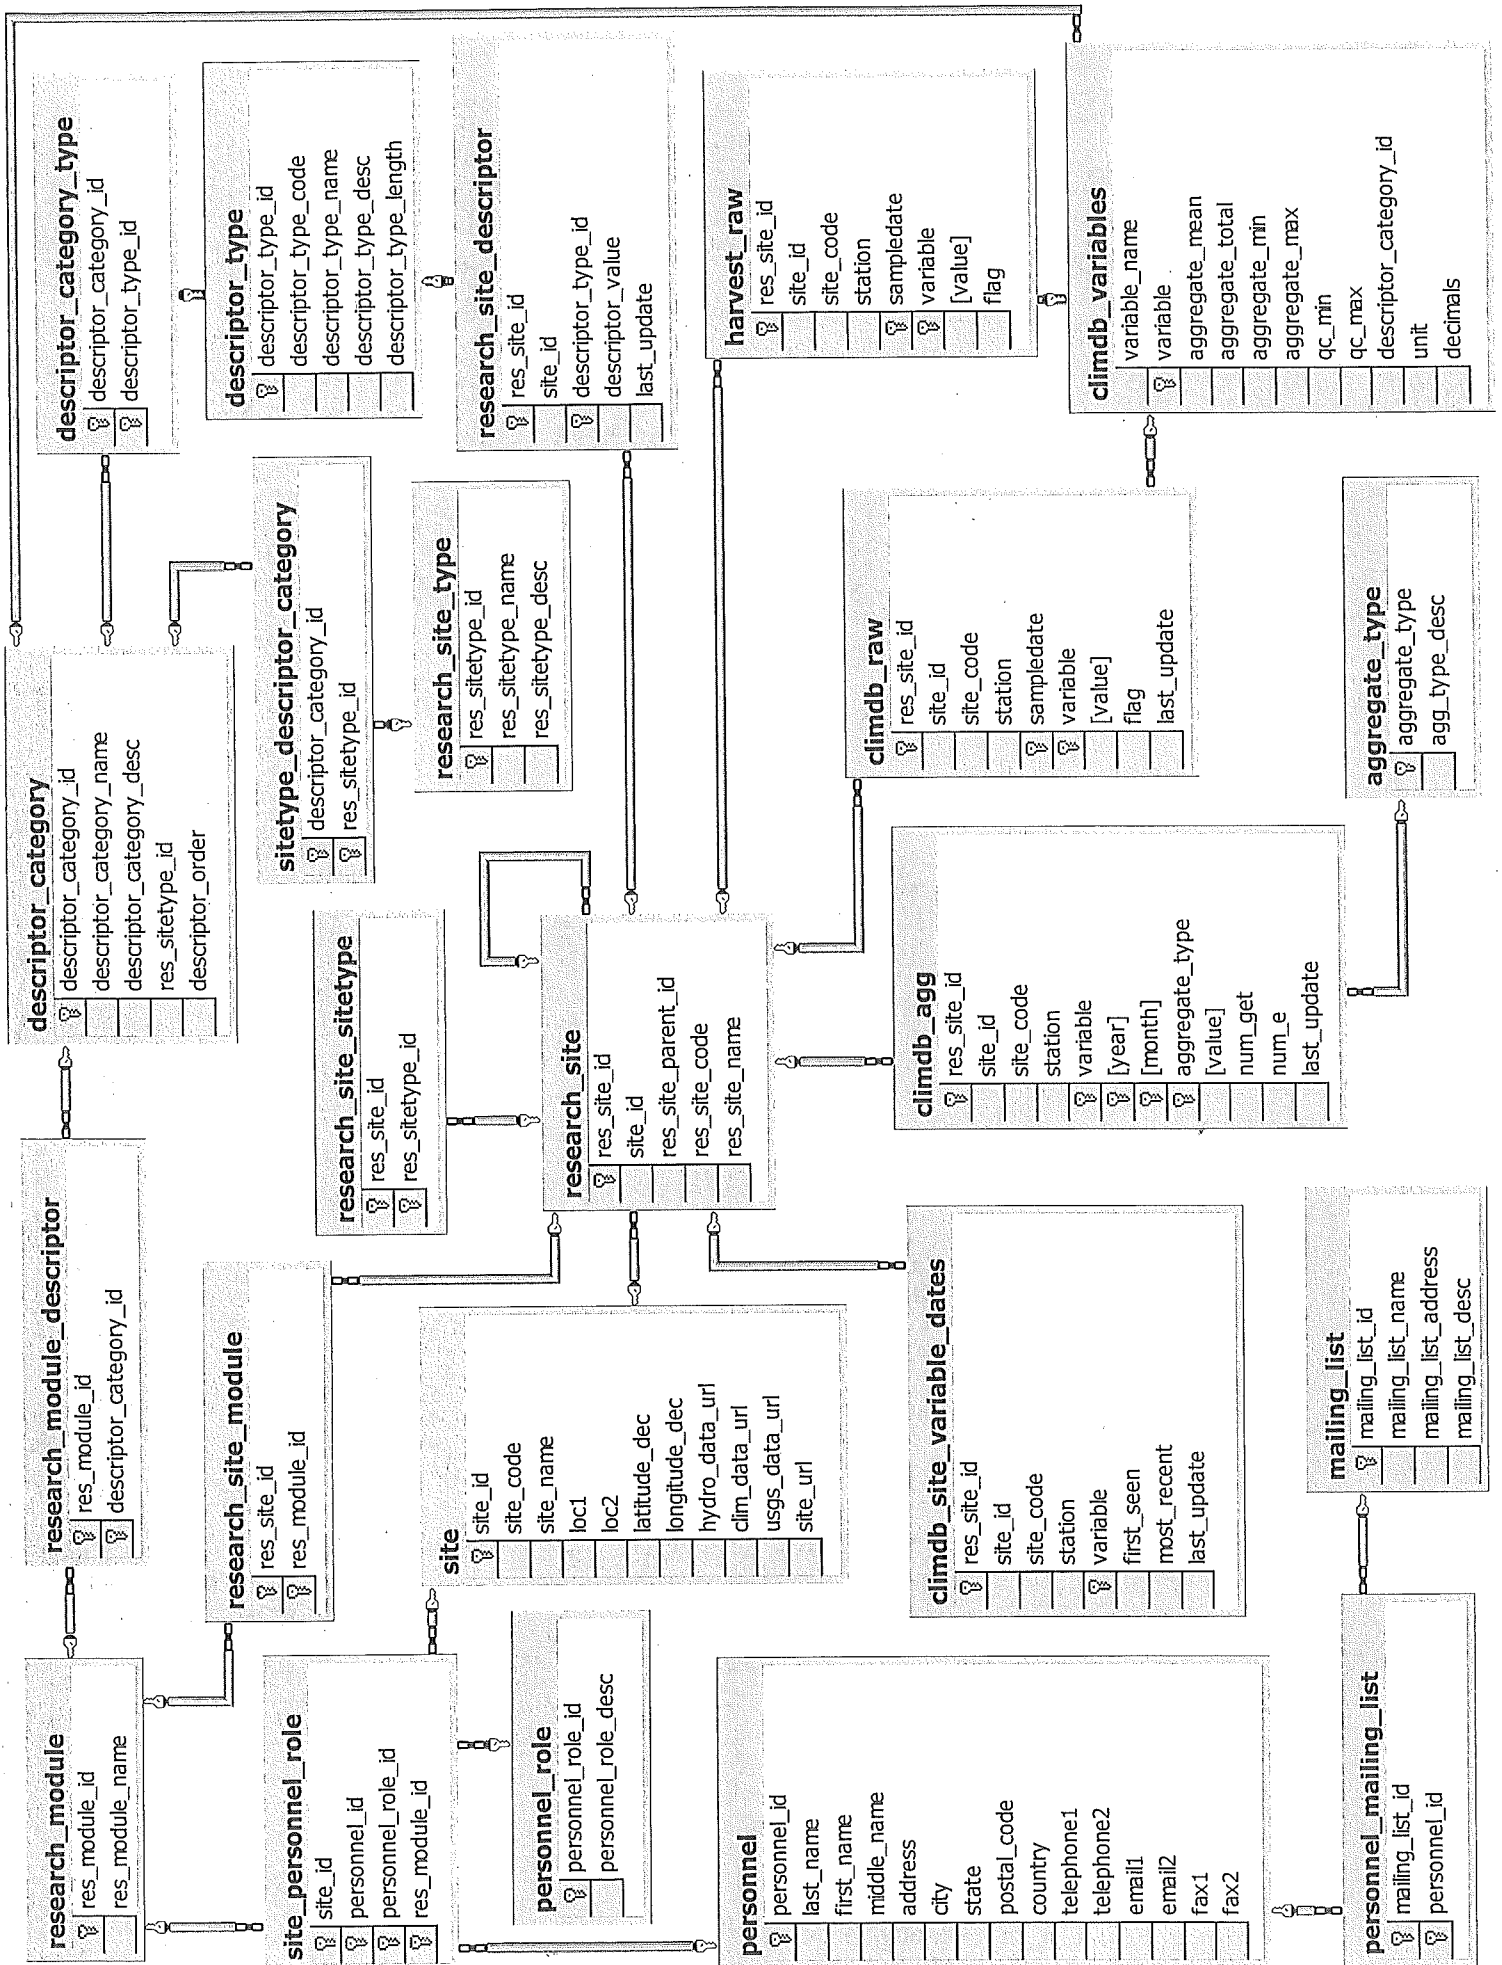 research_module
res_module_id
res_module_name
research_module_descriptor
res_module_id
descriptor_category_id
descriptor_category
descriptor_category_id
descriptor_category_name
descriptor_category_desc
res_sitetype_id
descriptor_order
descriptor_category_type
descriptor_category_id
descriptor_type_id
site_personnel_role
site_id
personnel_id
personnel_role_id
res_module_id
research_site_module
res_site_id
res_module_id
research_site_sitetype
res_site_id
res_sitetype_id
sitetype_descriptor_category
descriptor_category_id
res_sitetype_id
descriptor_type
descriptor_type_id
descriptor_type_code
descriptor_type_name
descriptor_type_desc
descriptor_type_length
personnel_role
personnel_role_id
personnel_role_desc
site
site_id
site_code
site_name
loc1
loc2
latitude_dec
longitude_dec
hydro_data_url
clim_data_url
usgs_data_url
site_url
research_site
res_site_id
site_id
res_site_parent_id
res_site_code
res_site_name
research_site_type
res_sitetype_id
res_sitetype_name
res_sitetype_desc
research_site_descriptor
res_site_id
site_id
descriptor_type_id
descriptor_value
last_update
personnel
personnel_id
last_name
first_name
middle_name
address
city
state
postal_code
country
telephone1
telephone2
email1
email2
fax1
fax2
climdb_site_variable_dates
res_site_id
site_id
site_code
station
variable
first_seen
most_recent
last_update
climdb_agg
res_site_id
site_id
site_code
station
variable
[year]
[month]
aggregate_type
[value]
num_get
num_e
last_update
climdb_raw
res_site_id
site_id
site_code
station
sampledate
variable
[value]
flag
last_update
harvest_raw
res_site_id
site_id
site_code
station
sampledate
variable
[value]
flag
personnel_mailing_list
mailing_list_id
personnel_id
mailing_list
mailing_list_id
mailing_list_name
mailing_list_address
mailing_list_desc
aggregate_type
aggregate_type
agg_type_desc
climdb_variables
variable_name
variable
aggregate_mean
aggregate_total
aggregate_min
aggregate_max
qc_min
qc_max
descriptor_category_id
unit
decimals